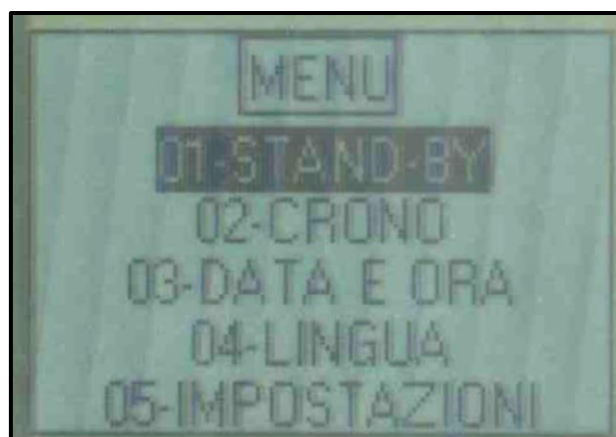 MENU
01-STAND-BY
02-CRONO
03-DATA E ORA
04-LINGUA
05-IMPOSTAZIONI